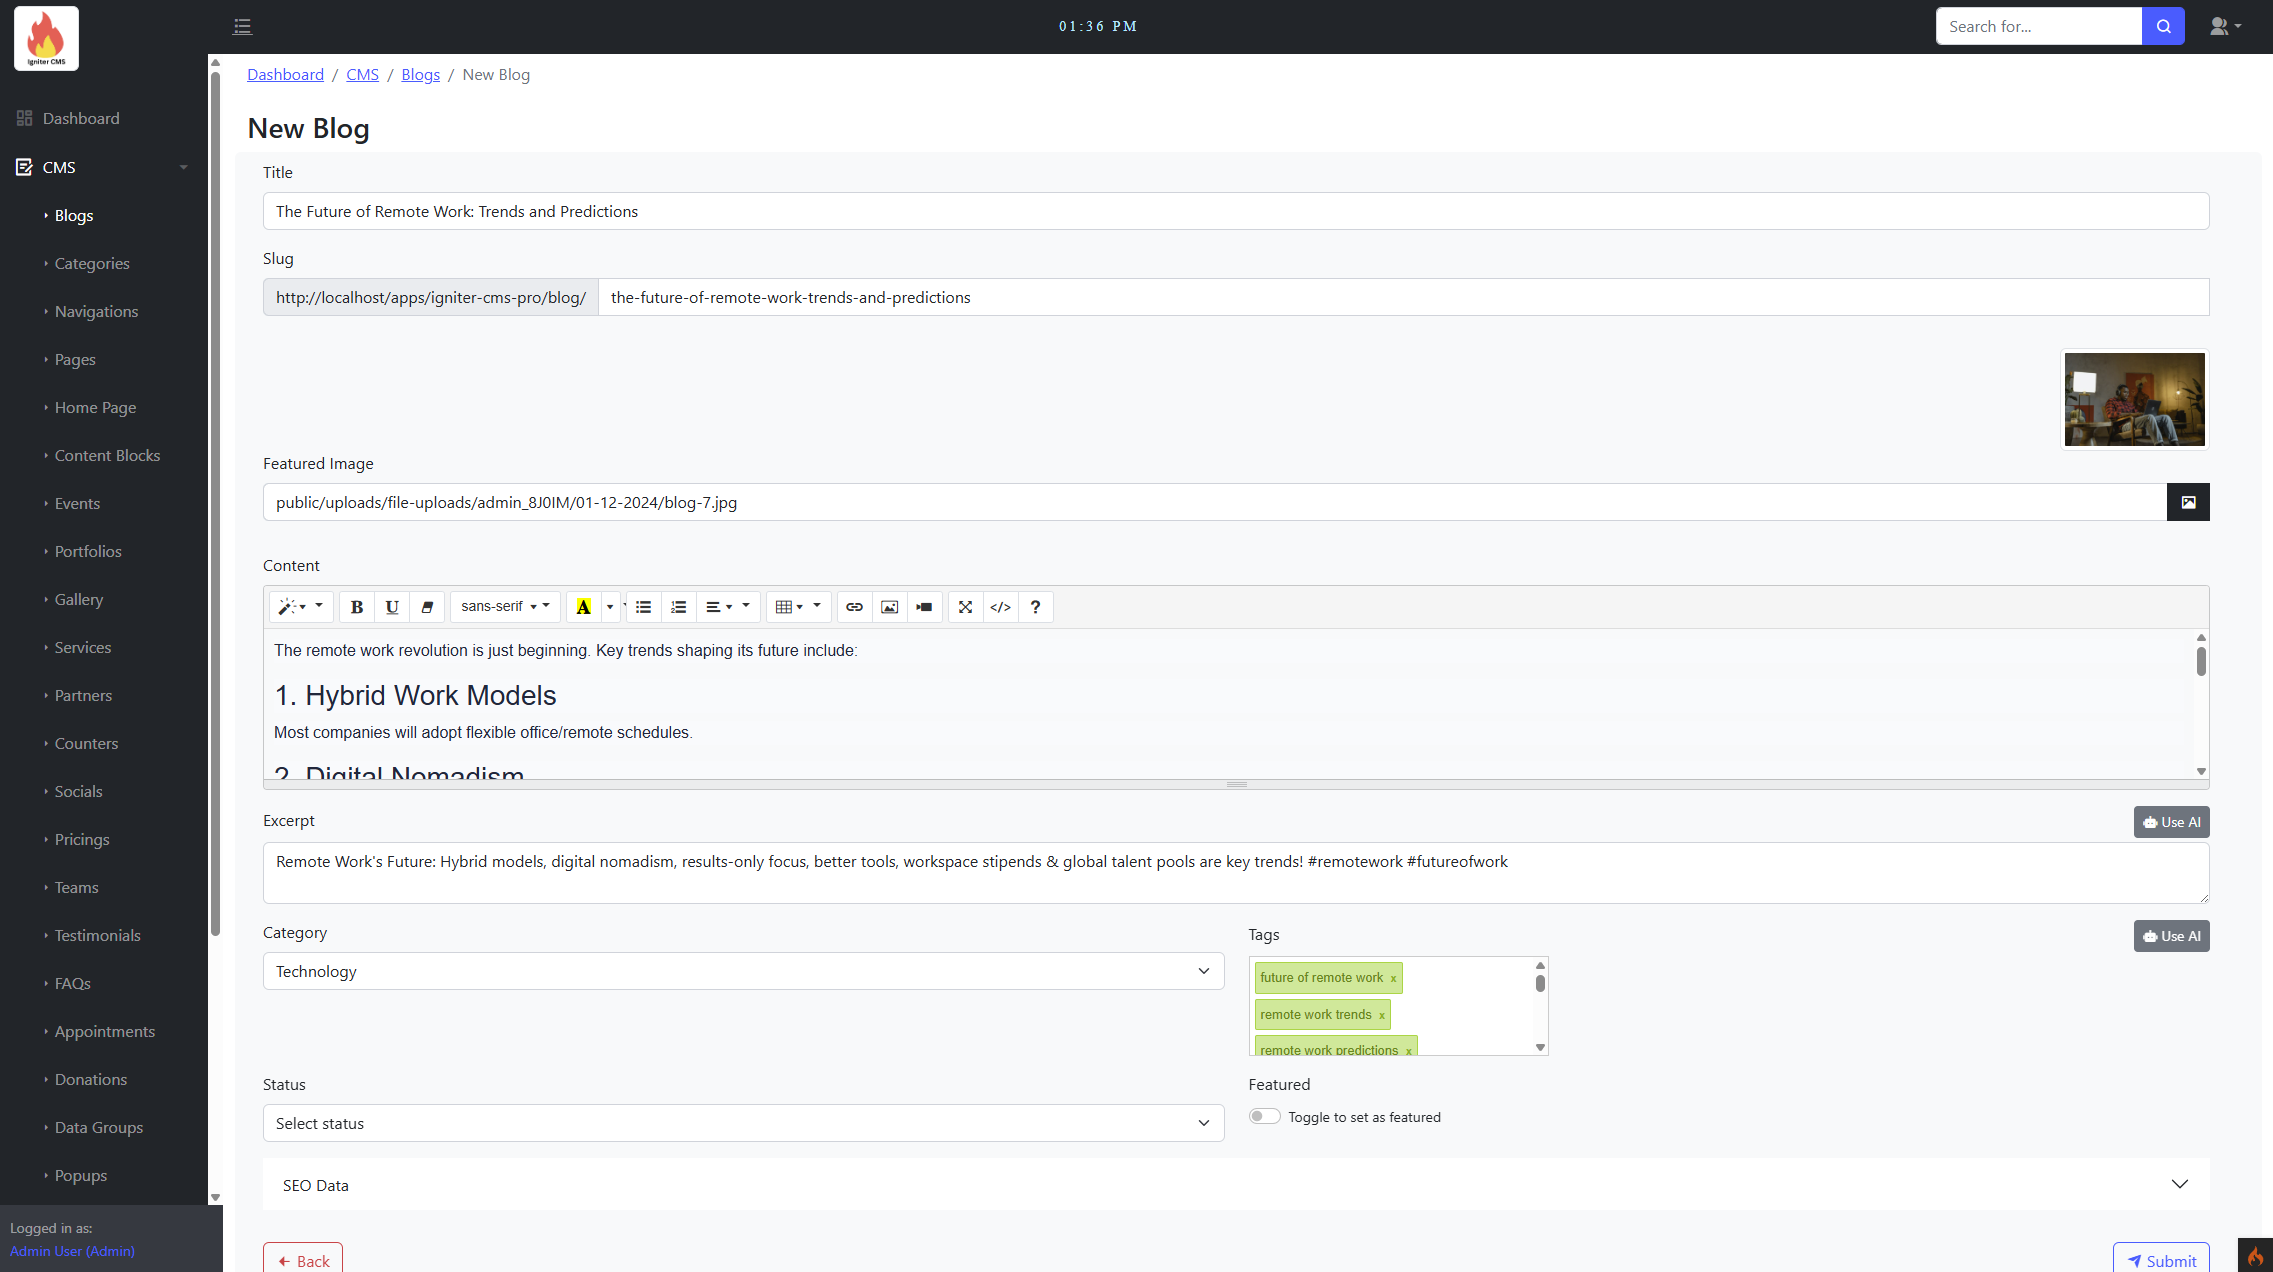 Igniter CMS
01:36 PM
Search for...
Dashboard
CMS
Blogs
Categories
Navigations
Pages
Home Page
Content Blocks
Events
Portfolios
Gallery
Services
Partners
Counters
Socials
Pricings
Teams
Testimonials
FAQs
Appointments
Donations
Data Groups
Popups
Logged in as:
Admin User (Admin)
Dashboard / CMS / Blogs / New Blog
New Blog
Title
The Future of Remote Work: Trends and Predictions
Slug
http://localhost/apps/igniter-cms-pro/blog/ the-future-of-remote-work-trends-and-predictions
Featured Image
public/uploads/file-uploads/admin_8J0IM/01-12-2024/blog-7.jpg
Content
B U sans-serif A </> ?
The remote work revolution is just beginning. Key trends shaping its future include:
1. Hybrid Work Models
Most companies will adopt flexible office/remote schedules.
2. Digital Nomadism
Excerpt
Use AI
Remote Work's Future: Hybrid models, digital nomadism, results-only focus, better tools, workspace stipends & global talent pools are key trends! #remotework #futureofwork
Category
Technology
Tags
Use AI
future of remote work x
remote work trends x
remote work predictions x
Status
Select status
Featured
Toggle to set as featured
SEO Data
Back
Submit